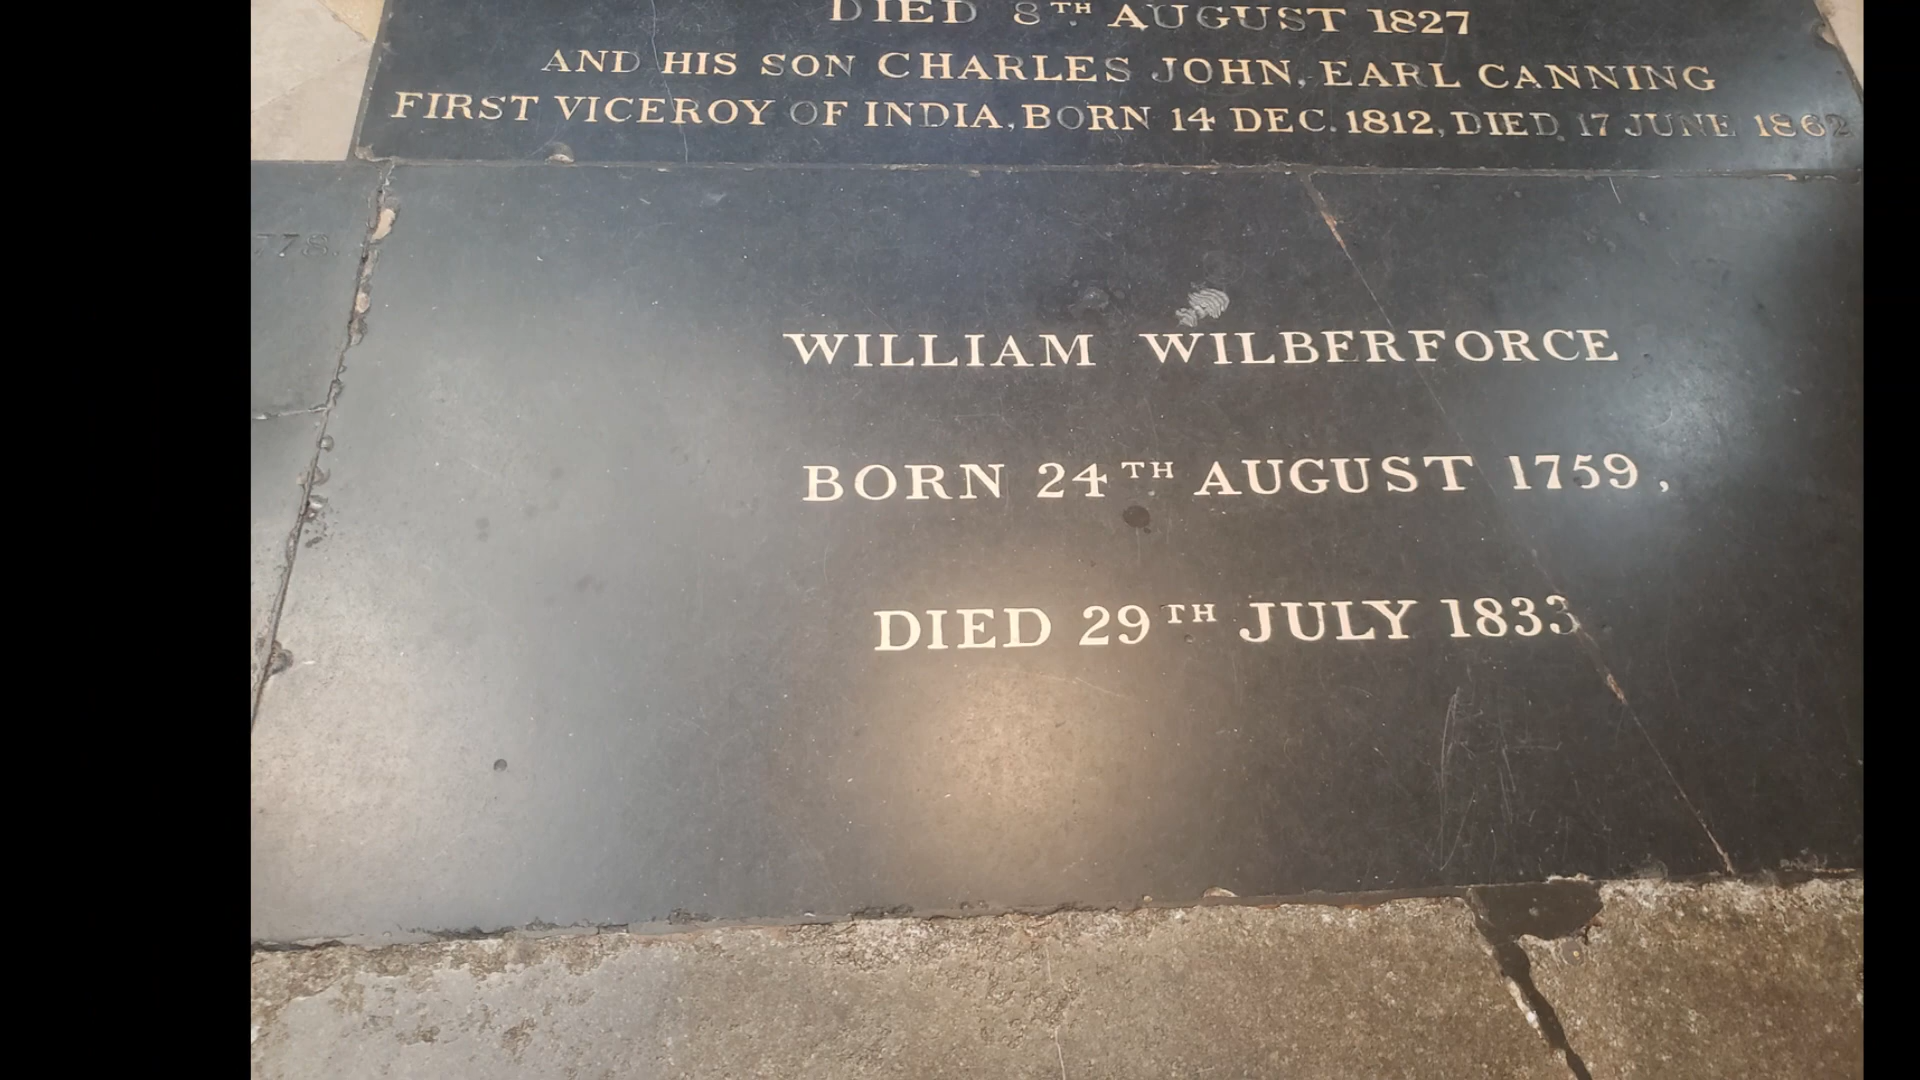 DIED 8TH AUGUST 1827
AND HIS SON CHARLES JOHN, EARL CANNING
FIRST VICEROY OF INDIA, BORN 14 DEC. 1812, DIED 17 JUNE 1862
778.
WILLIAM WILBERFORCE
BORN 24TH AUGUST 1759,
DIED 29TH JULY 1833